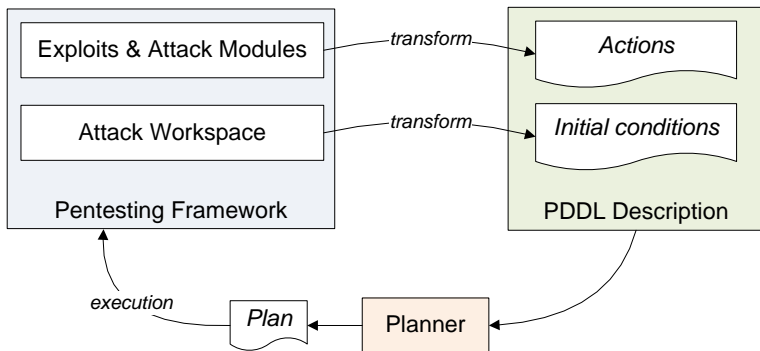 Exploits & Attack Modules
transform
Actions
Attack Workspace
transform
Initial conditions
Pentesting Framework
PDDL Description
execution
Plan
Planner